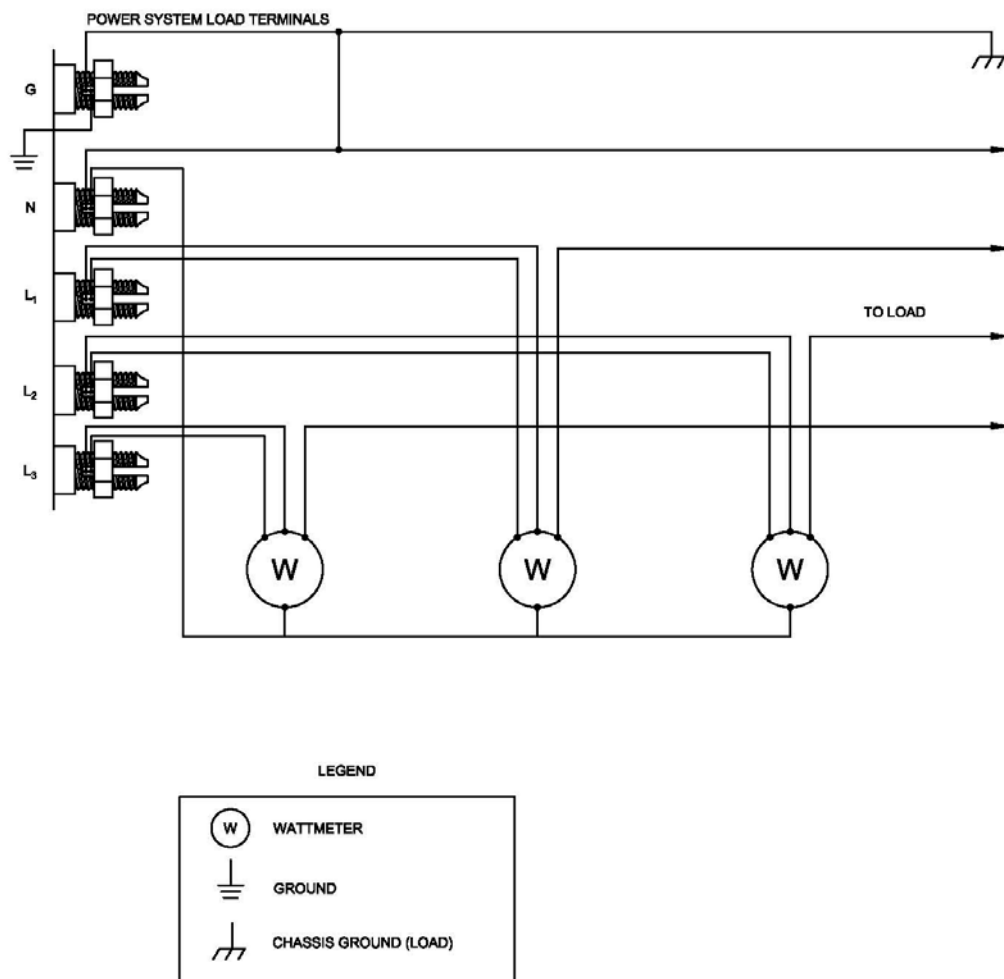 POWER SYSTEM LOAD TERMINALS
G
N
L₁
TO LOAD
L₂
L₃
W W W
LEGEND
W WATTMETER
GROUND
CHASSIS GROUND (LOAD)